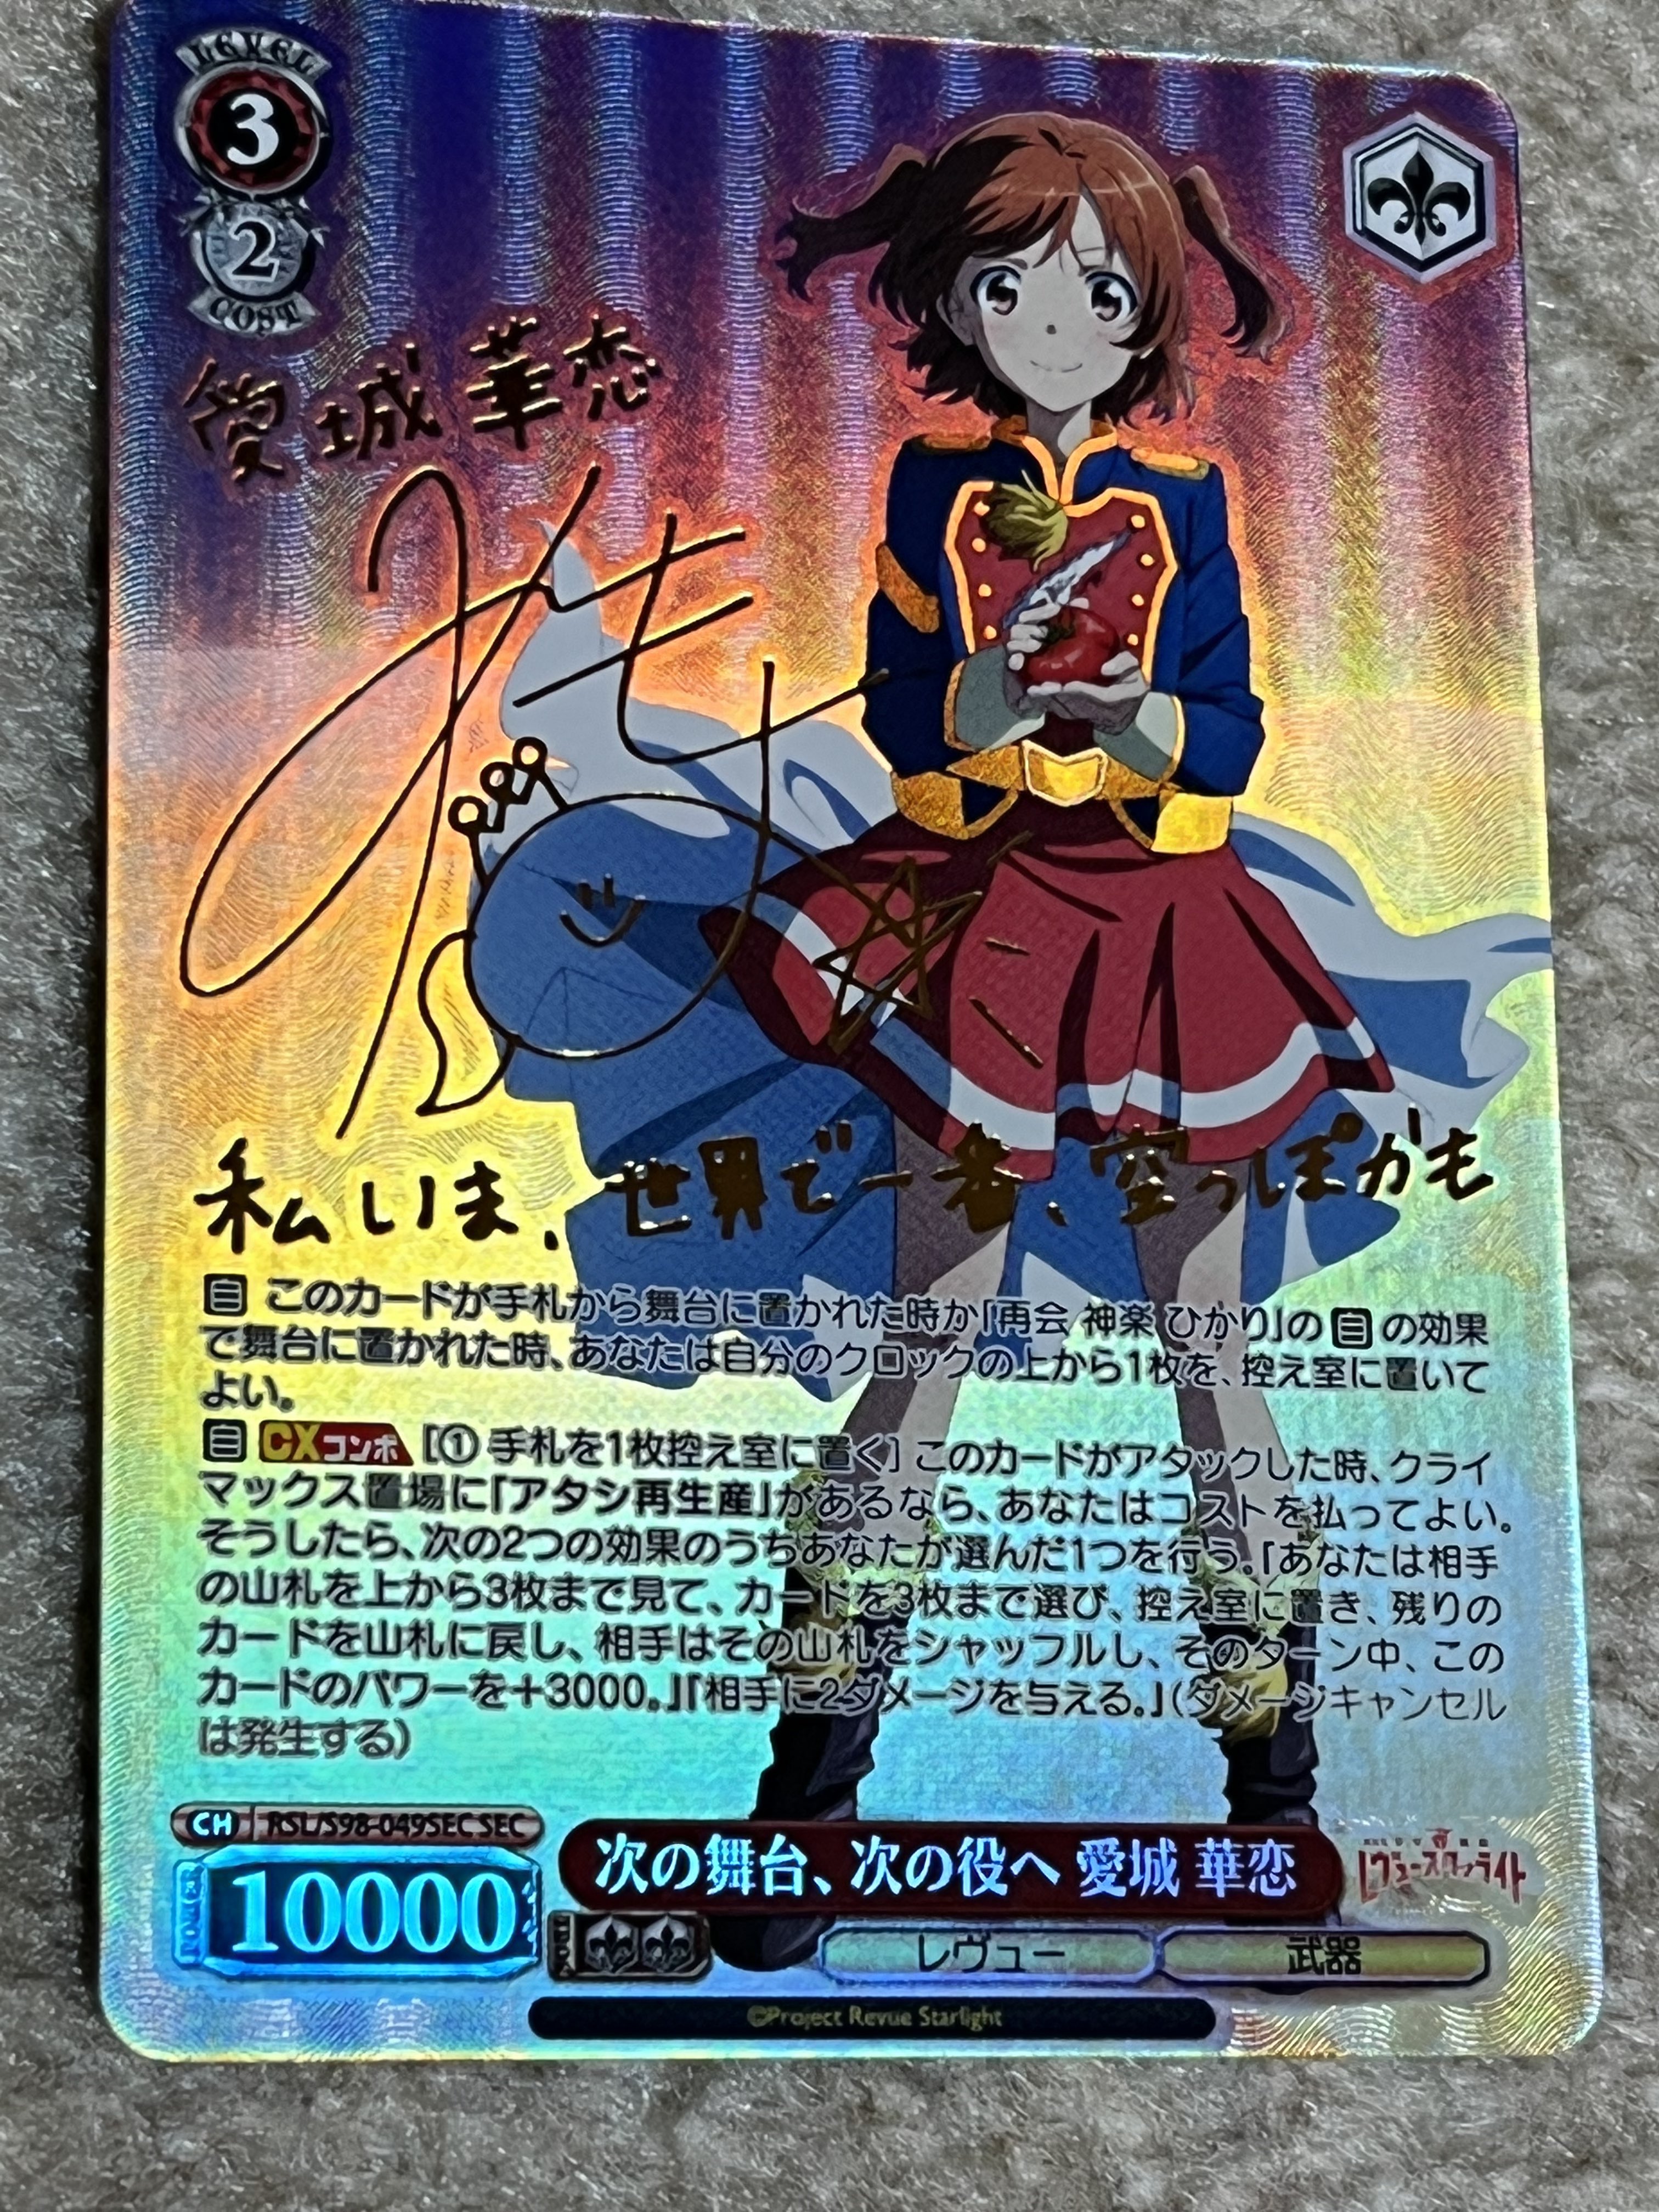 LEVEL
3
2
COST
愛城華恋
私いま、世界で一番、空っぽかも
自 このカードが手札から舞台に置かれた時か「再会 神楽 ひかり」の 自 の効果
で舞台に置かれた時、あなたは自分のクロックの上から1枚を、控え室に置いて
よい。
自 CXコンボ [① 手札を1枚控え室に置く] このカードがアタックした時、クライ
マックス置場に「アタシ再生産」があるなら、あなたはコストを払ってよい。
そうしたら、次の2つの効果のうちあなたが選んだ1つを行う。『あなたは相手
の山札を上から3枚まで見て、カードを3枚まで選び、控え室に置き、残りの
カードを山札に戻し、相手はその山札をシャッフルし、そのターン中、この
カードのパワーを+3000。』『相手に2ダメージを与える。』(ダメージキャンセル
は発生する)
CH RSL/S98-049SEC SEC
10000
次の舞台、次の役へ 愛城 華恋
レヴュースタァライト
レヴュー
武器
©Project Revue Starlight